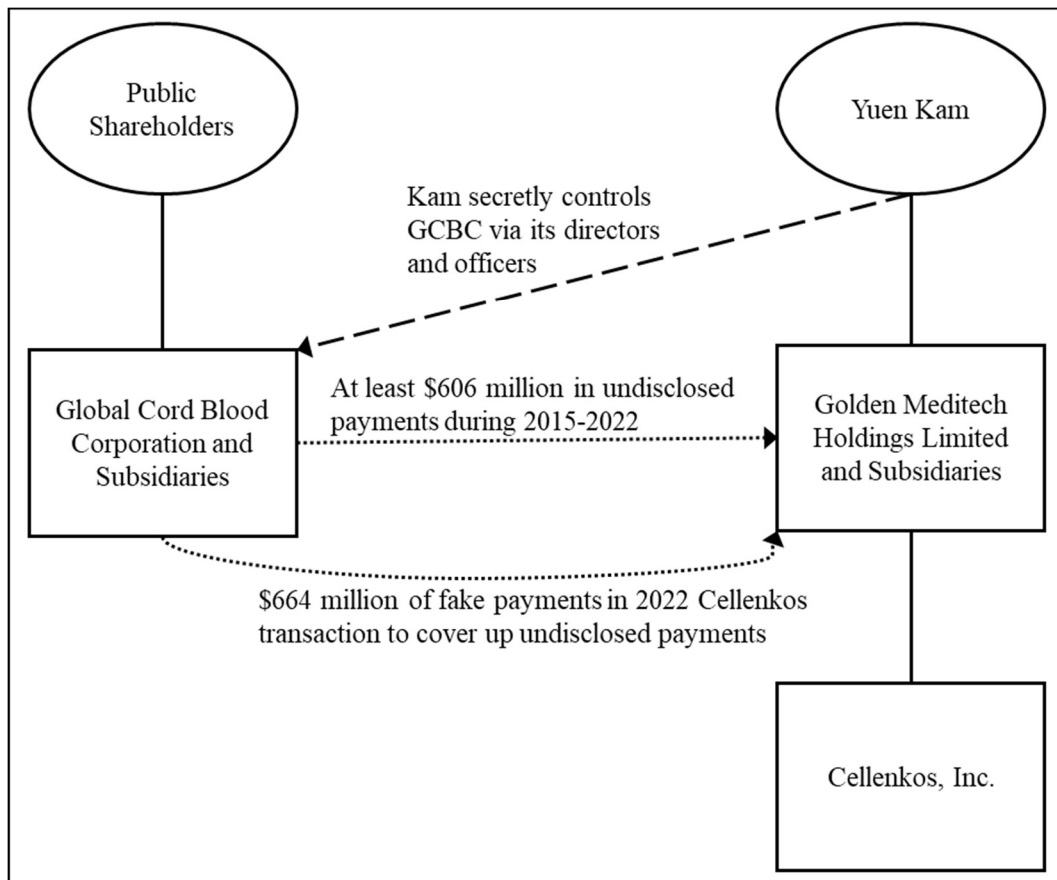 Public
Shareholders
Yuen Kam
Kam secretly controls
GCBC via its directors
and officers
Global Cord Blood
Corporation and
Subsidiaries
At least $606 million in undisclosed
payments during 2015-2022
Golden Meditech
Holdings Limited
and Subsidiaries
$664 million of fake payments in 2022 Cellenkos
transaction to cover up undisclosed payments
Cellenkos, Inc.